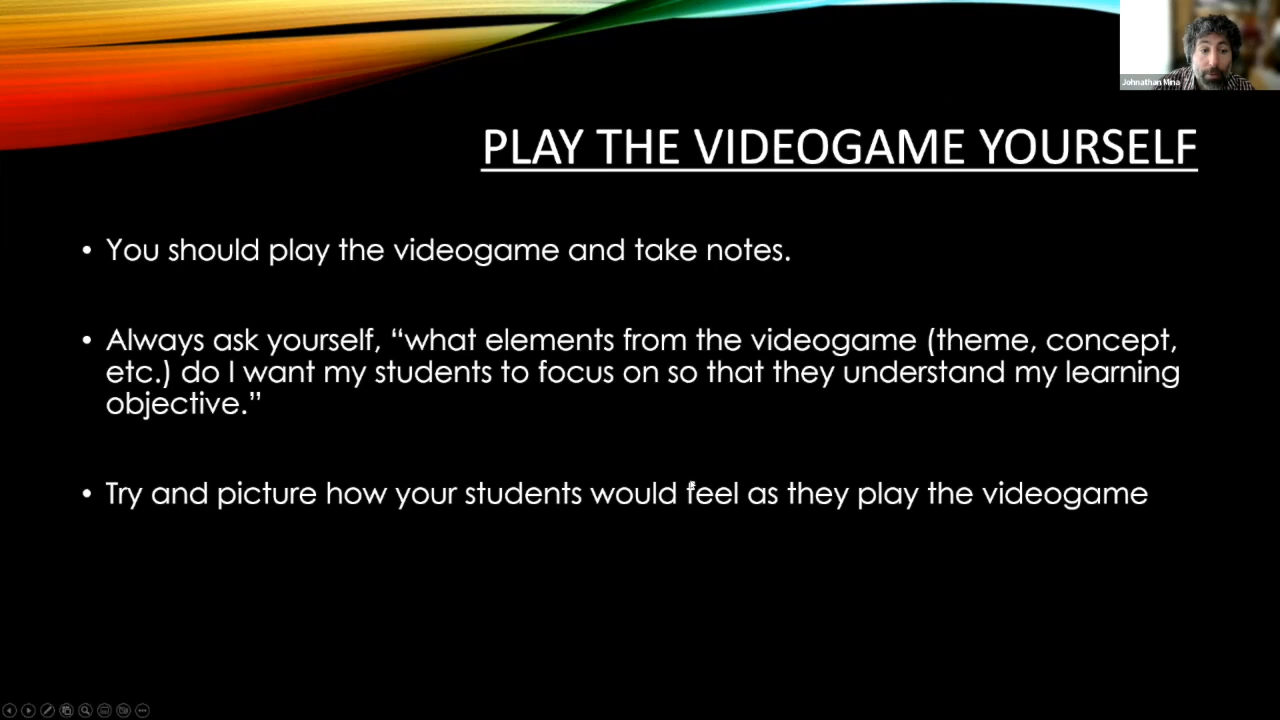 Johnathan Mina
PLAY THE VIDEOGAME YOURSELF
• You should play the videogame and take notes.
• Always ask yourself, “what elements from the videogame (theme, concept,
etc.) do I want my students to focus on so that they understand my learning
objective.”
• Try and picture how your students would feel as they play the videogame